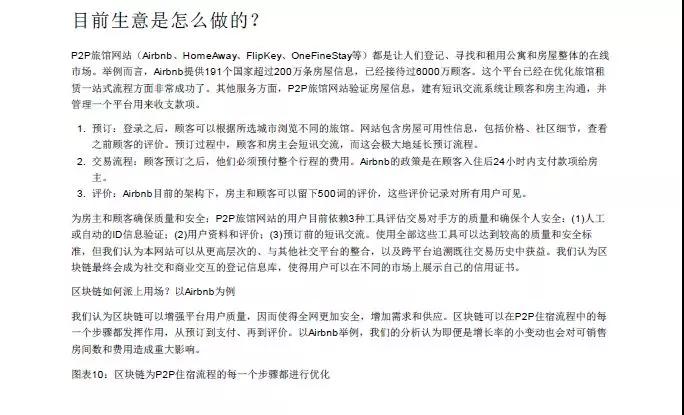 目前生意是怎么做的？
P2P旅馆网站（Airbnb、HomeAway、FlipKey、OneFineStay等）都是让人们登记、寻找和租用公寓和房屋整体的在线
市场。举例而言，Airbnb提供191个国家超过200万条房屋信息，已经接待过6000万顾客。这个平台已经在优化旅馆租
赁一站式流程方面非常成功了。其他服务方面，P2P旅馆网站验证房屋信息，建有短讯交流系统让顾客和房主沟通，并
管理一个平台用来收支款项。
1. 预订：登录之后，顾客可以根据所选城市浏览不同的旅馆。网站包含房屋可用性信息，包括价格、社区细节，查看
之前顾客的评价。预订过程中，顾客和房主会短讯交流，而这会极大地延长预订流程。
2. 交易流程：顾客预订之后，他们必须预付整个行程的费用。Airbnb的政策是在顾客入住后24小时内支付款项给房
主。
3. 评价：Airbnb目前的架构下，房主和顾客可以留下500词的评价，这些评价记录对所有用户可见。
为房主和顾客确保质量和安全：P2P旅馆网站的用户目前依赖3种工具评估交易对手方的质量和确保个人安全：(1)人工
或自动的ID信息验证；(2)用户资料和评价；(3)预订前的短讯交流。使用全部这些工具可以达到较高的质量和安全标
准，但我们认为本网站可以从更高层次的、与其他社交平台的整合，以及跨平台追溯既往交易历史中获益。我们认为区
块链最终会成为社交和商业交互的登记信息库，使得用户可以在不同的市场上展示自己的信用证书。
区块链如何派上用场？以Airbnb为例
我们认为区块链可以增强平台用户质量，因而使得全网更加安全，增加需求和供应。区块链可以在P2P住宿流程中的每
一个步骤都发挥作用，从预订到支付、再到评价。以Airbnb举例，我们的分析认为即便是增长率的小变动也会对可销售
房间数和费用造成重大影响。
图表10：区块链为P2P住宿流程的每一个步骤都进行优化